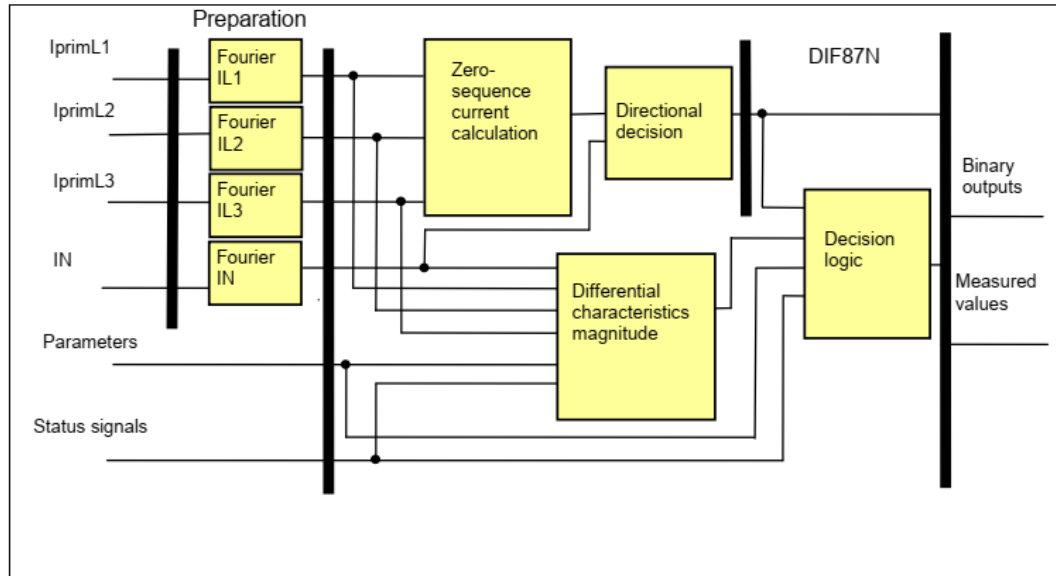 Preparation
IprimL1
Fourier
IL1
IprimL2
Fourier
IL2
IprimL3
Fourier
IL3
IN
Fourier
IN
Parameters
Status signals
Zero-
sequence
current
calculation
Directional
decision
DIF87N
Differential
characteristics
magnitude
Decision
logic
Binary
outputs
Measured
values